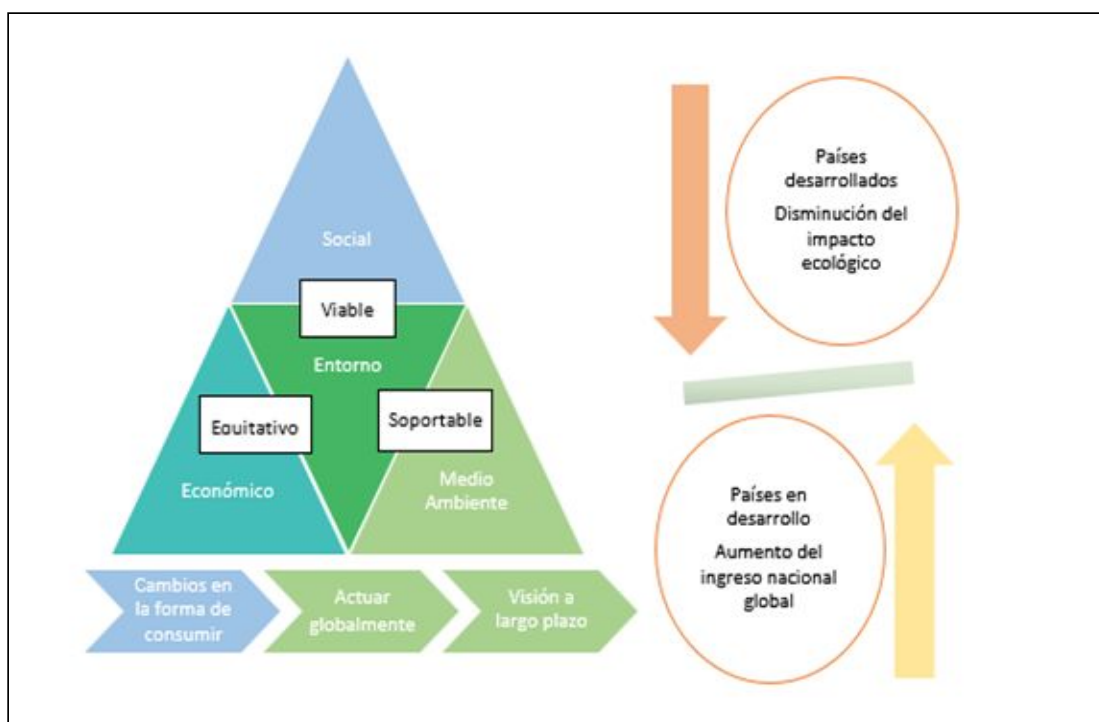 Social
Viable
Entorno
Equitativo
Soportable
Económico
Medio
Ambiente
Cambios en
la forma de
consumir
Actuar
globalmente
Visión a
largo plazo
Países
desarrollados
Disminución del
impacto
ecológico
Países en
desarrollo
Aumento del
ingreso nacional
global